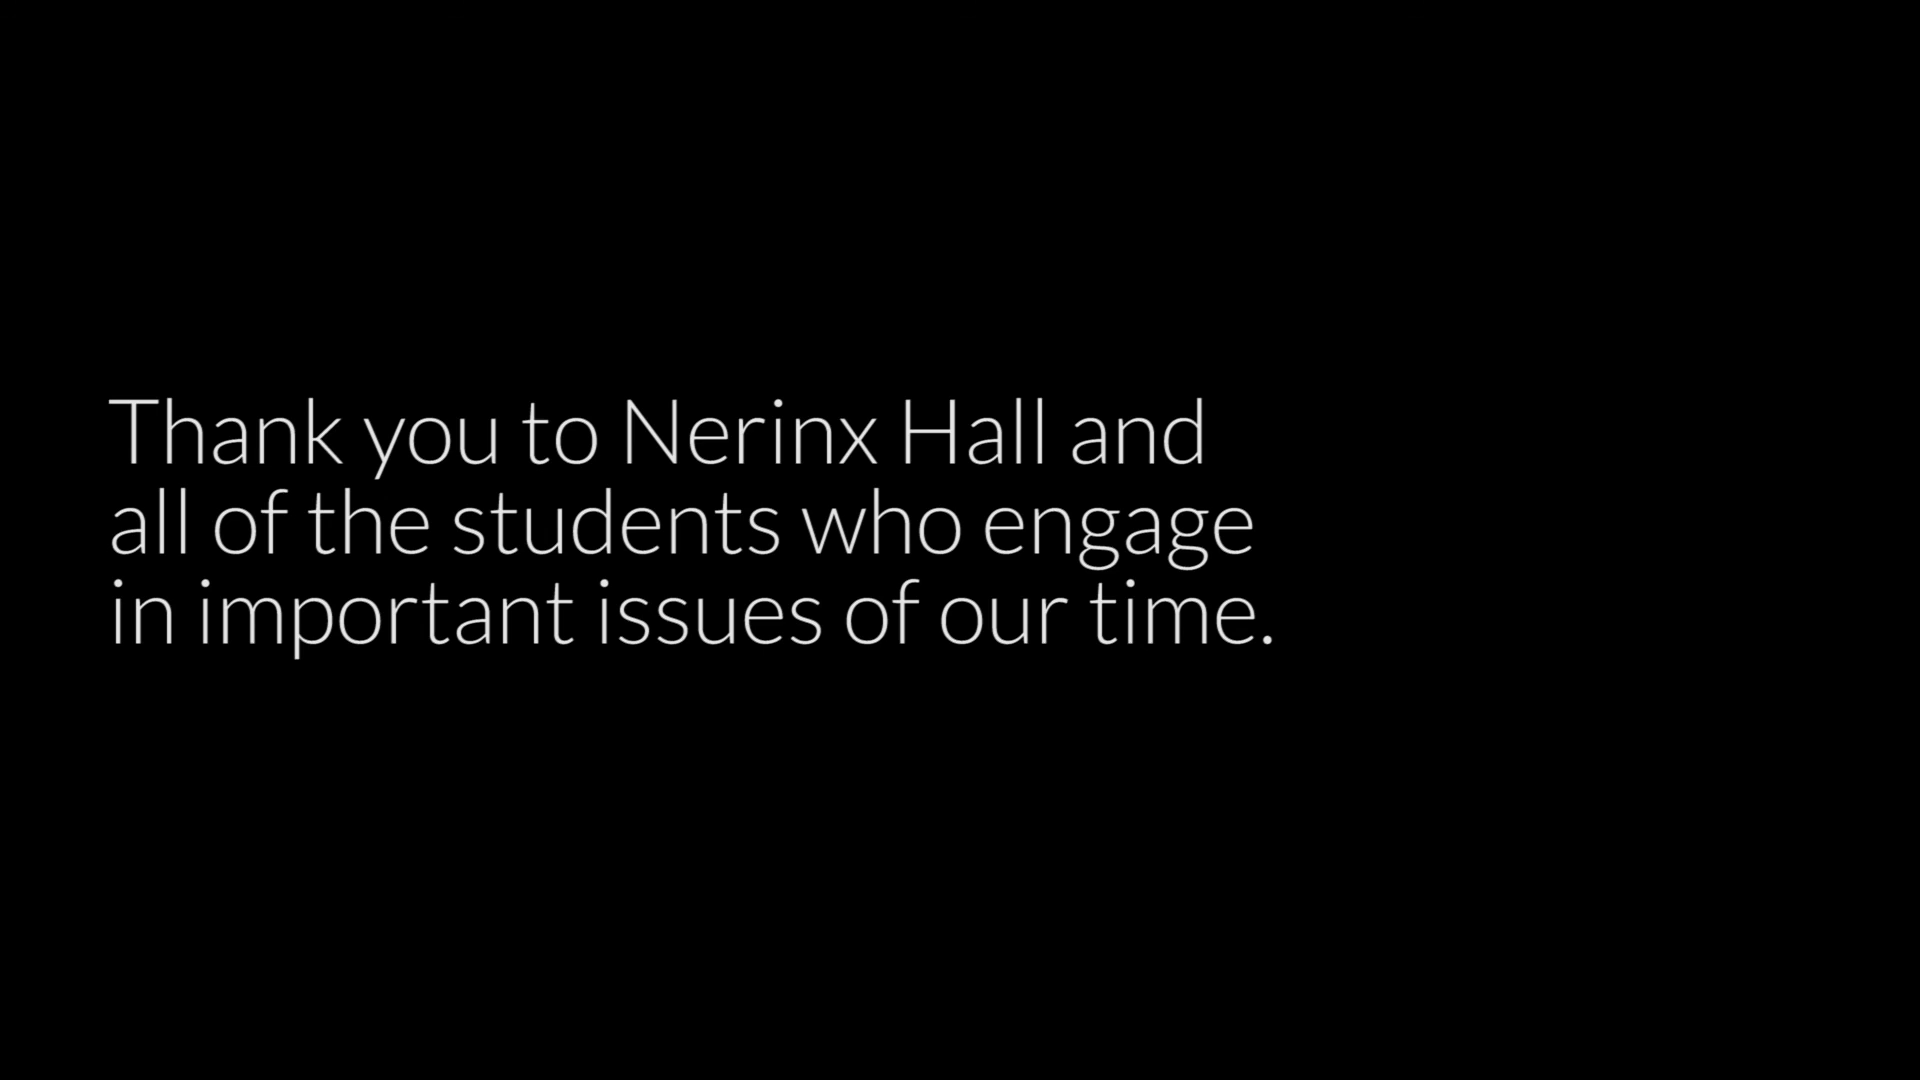 Thank you to Nerinx Hall and
all of the students who engage
in important issues of our time.